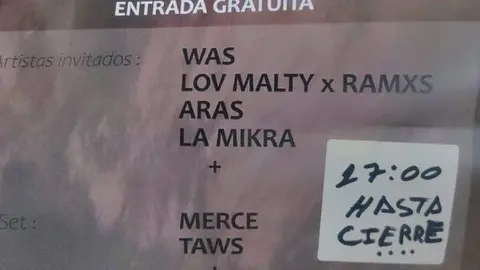 ENTRADA GRATUITA
Artistas invitados :
WAS
LOV MALTY x RAMXS
ARAS
LA MIKRA
+
Set :
MERCE
TAWS
17:00
HASTA
CIERRE
....